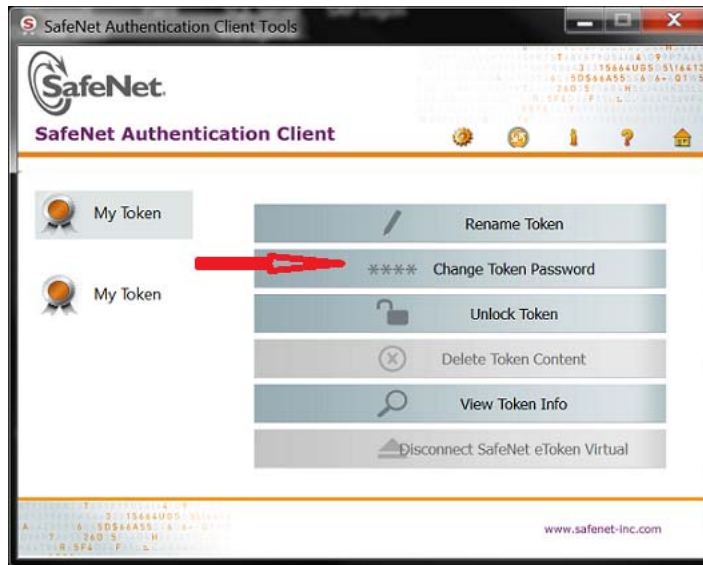 SafeNet Authentication Client Tools
SafeNet.
SafeNet Authentication Client
My Token
My Token
Rename Token
**** Change Token Password
Unlock Token
Delete Token Content
View Token Info
Disconnect SafeNet eToken Virtual
www.safenet-inc.com